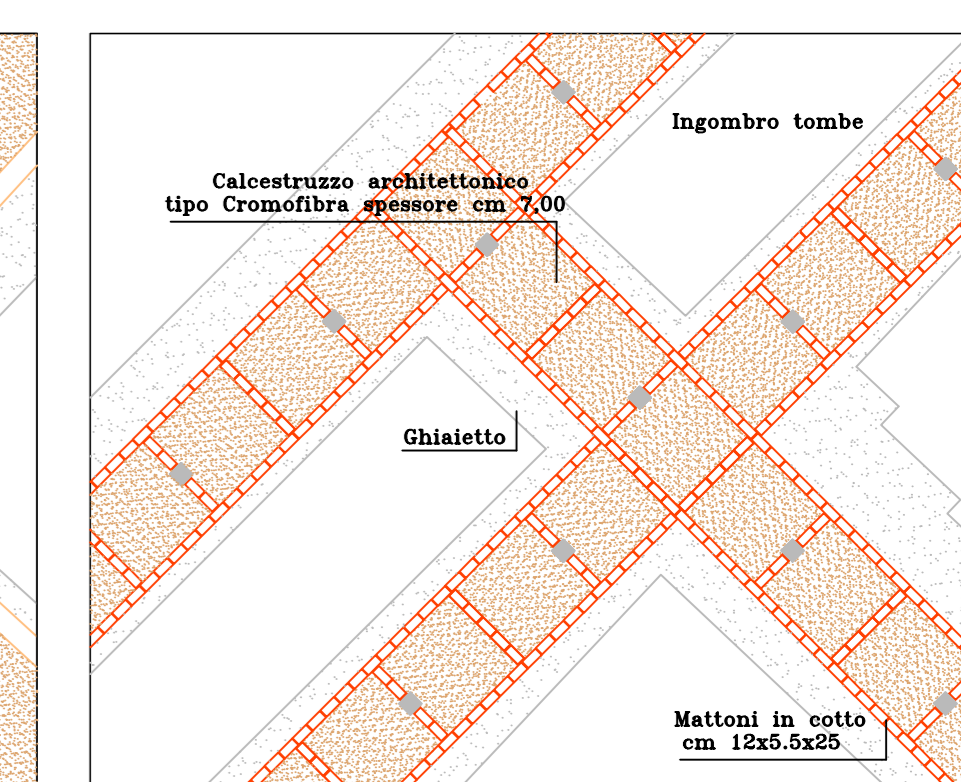 Ingombro tombe
Calcestruzzo architettonico
tipo Cromofibra spessore cm 7,00
Ghiaietto
Mattoni in cotto
cm 12x5.5x25